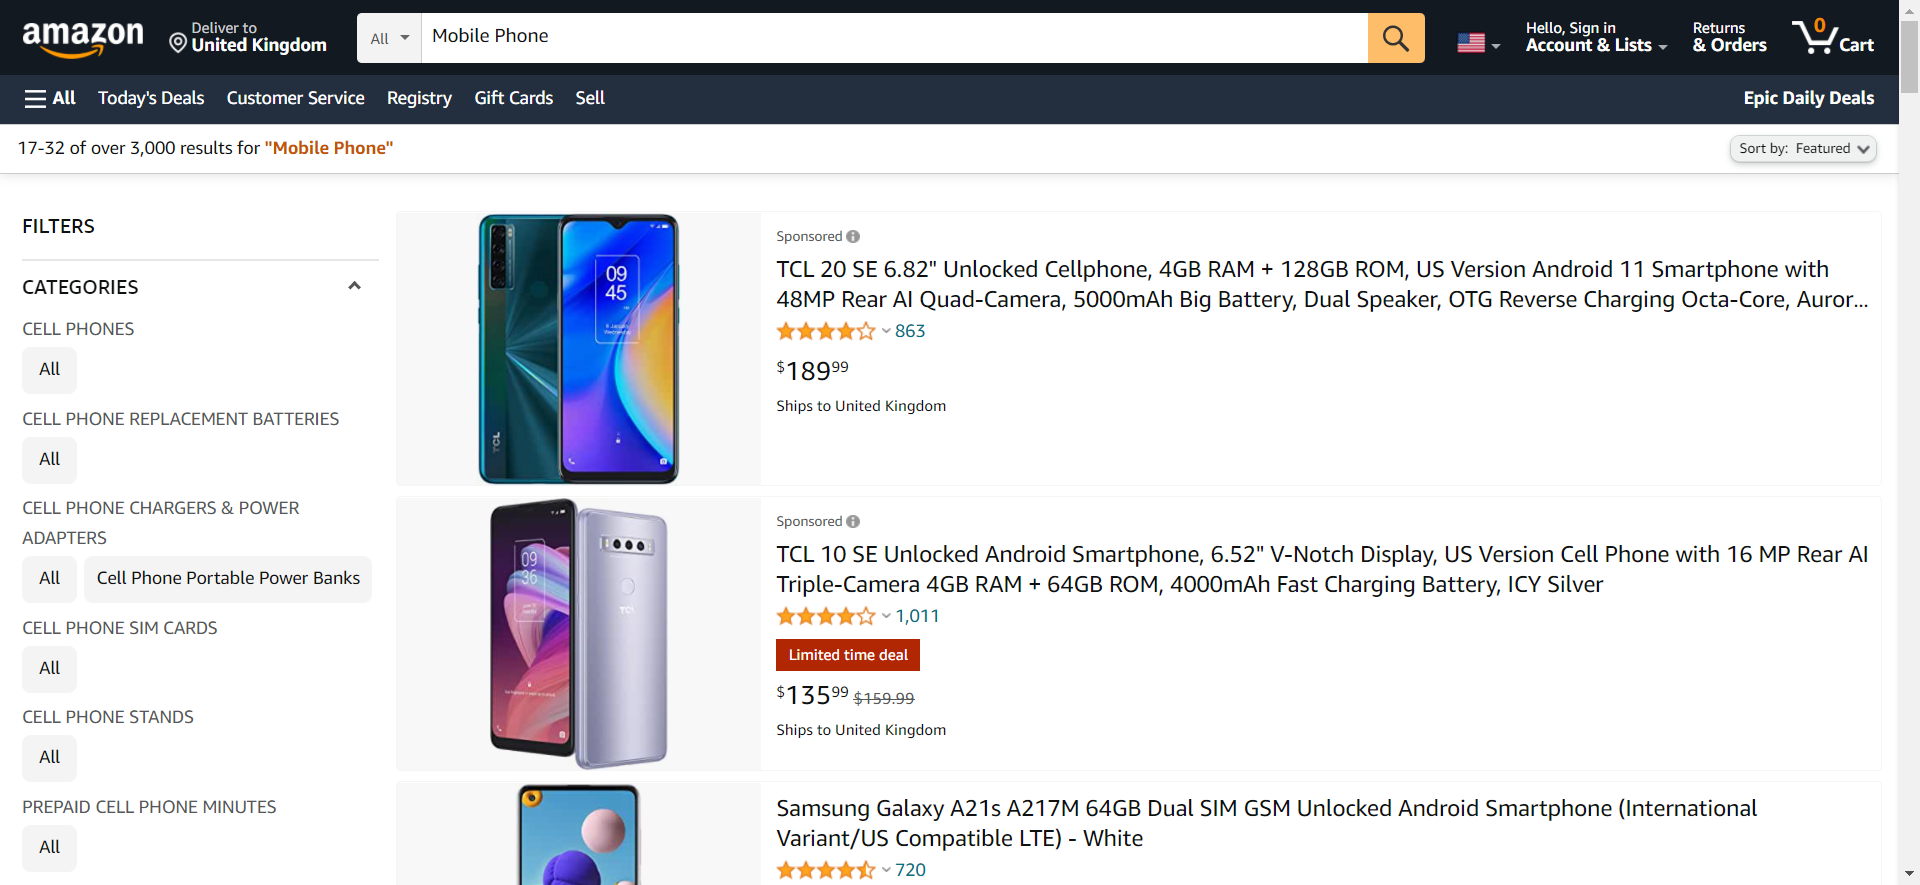 amazon
Deliver to
United Kingdom
All
Mobile Phone
Hello, Sign in
Account & Lists
Returns
& Orders
0
Cart
All
Today's Deals
Customer Service
Registry
Gift Cards
Sell
Epic Daily Deals
17-32 of over 3,000 results for "Mobile Phone"
Sort by: Featured
FILTERS
CATEGORIES
CELL PHONES
All
CELL PHONE REPLACEMENT BATTERIES
All
CELL PHONE CHARGERS & POWER
ADAPTERS
All
Cell Phone Portable Power Banks
CELL PHONE SIM CARDS
All
CELL PHONE STANDS
All
PREPAID CELL PHONE MINUTES
All
09
45
TCL
Sponsored
TCL 20 SE 6.82" Unlocked Cellphone, 4GB RAM + 128GB ROM, US Version Android 11 Smartphone with
48MP Rear AI Quad-Camera, 5000mAh Big Battery, Dual Speaker, OTG Reverse Charging Octa-Core, Auror...
863
$18999
Ships to United Kingdom
09
36
TCL
Sponsored
TCL 10 SE Unlocked Android Smartphone, 6.52" V-Notch Display, US Version Cell Phone with 16 MP Rear AI
Triple-Camera 4GB RAM + 64GB ROM, 4000mAh Fast Charging Battery, ICY Silver
1,011
Limited time deal
$13599 $159.99
Ships to United Kingdom
Samsung Galaxy A21s A217M 64GB Dual SIM GSM Unlocked Android Smartphone (International
Variant/US Compatible LTE) - White
720